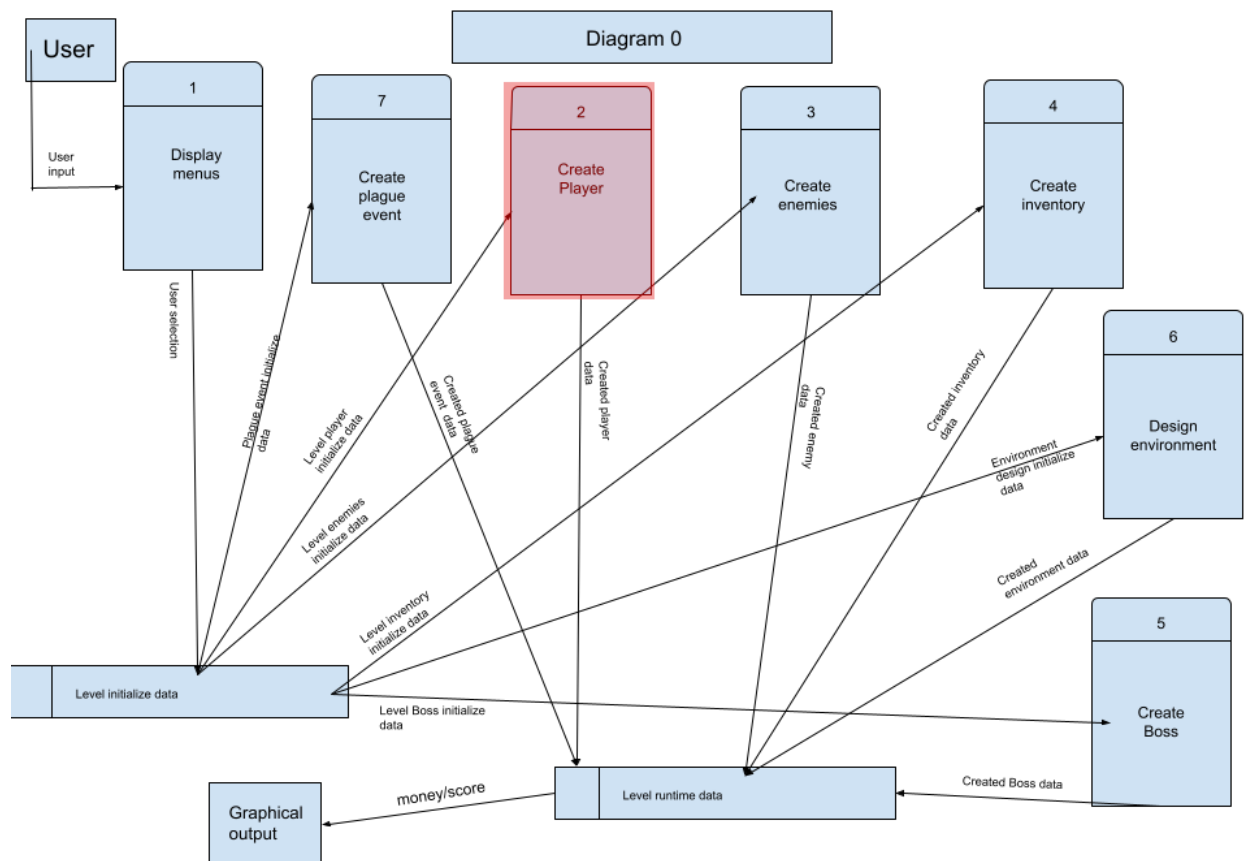 User
Diagram 0
1
Display
menus
7
Create
plague
event
2
Create
Player
3
Create
enemies
4
Create
inventory
User
input
User selection
Plague event initialize
data
Level player
initialize data
Level enemies
initialize data
Created plague
event  data
Created player
data
Created enemy
data
Created inventory
data
6
Design
environment
Environment
design initialize
data
Level inventory
initialize data
Created
environment data
5
Create
Boss
Level initialize data
Level Boss initialize
data
Level runtime data
Created Boss data
money/score
Graphical
output